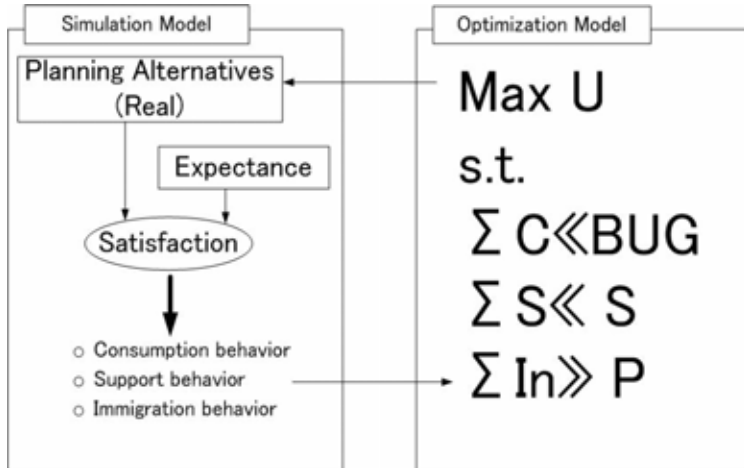 Simulation Model
Planning Alternatives
(Real)
Expectance
Satisfaction
○ Consumption behavior
○ Support behavior
○ Immigration behavior
Optimization Model
Max U
s.t.
∑ C≪BUG
∑ S≪ S
∑ In≫ P